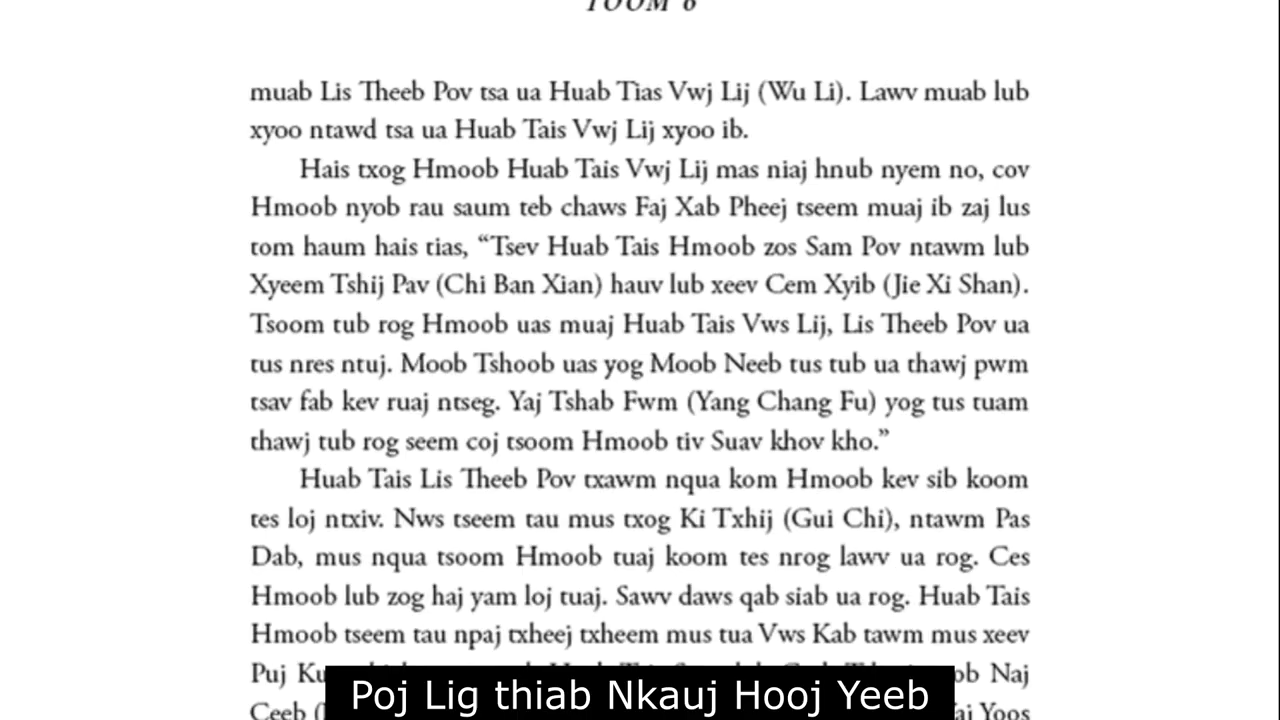 TOOM 6
muab Lis Theeb Pov tsa ua Huab Tias Vwj Lij (Wu Li). Lawv muab lub
xyoo ntawd tsa ua Huab Tais Vwj Lij xyoo ib.
Hais txog Hmoob Huab Tais Vwj Lij mas niaj hnub nyem no, cov
Hmoob nyob rau saum teb chaws Faj Xab Pheej tseem muaj ib zaj lus
tom haum hais tias, “Tsev Huab Tais Hmoob zos Sam Pov ntawm lub
Xyeem Tshij Pav (Chi Ban Xian) hauv lub xeev Cem Xyib (Jie Xi Shan).
Tsoom tub rog Hmoob uas muaj Huab Tais Vws Lij, Lis Theeb Pov ua
tus nres ntuj. Moob Tshoob uas yog Moob Neeb tus tub ua thawj pwm
tsav fab kev ruaj ntseg. Yaj Tshab Fwm (Yang Chang Fu) yog tus tuam
thawj tub rog seem coj tsoom Hmoob tiv Suav khov kho.”
Huab Tais Lis Theeb Pov txawm nqua kom Hmoob kev sib koom
tes loj ntxiv. Nws tseem tau mus txog Ki Txhij (Gui Chi), ntawm Pas
Dab, mus nqua tsoom Hmoob tuaj koom tes nrog lawv ua rog. Ces
Hmoob lub zog haj yam loj tuaj. Sawv daws qab siab ua rog. Huab Tais
Hmoob tseem tau npaj txheej txheem mus tua Vws Kab tawm mus xeev
Puj Naj
Ceeb Yoos
Poj Lig thiab Nkauj Hooj Yeeb